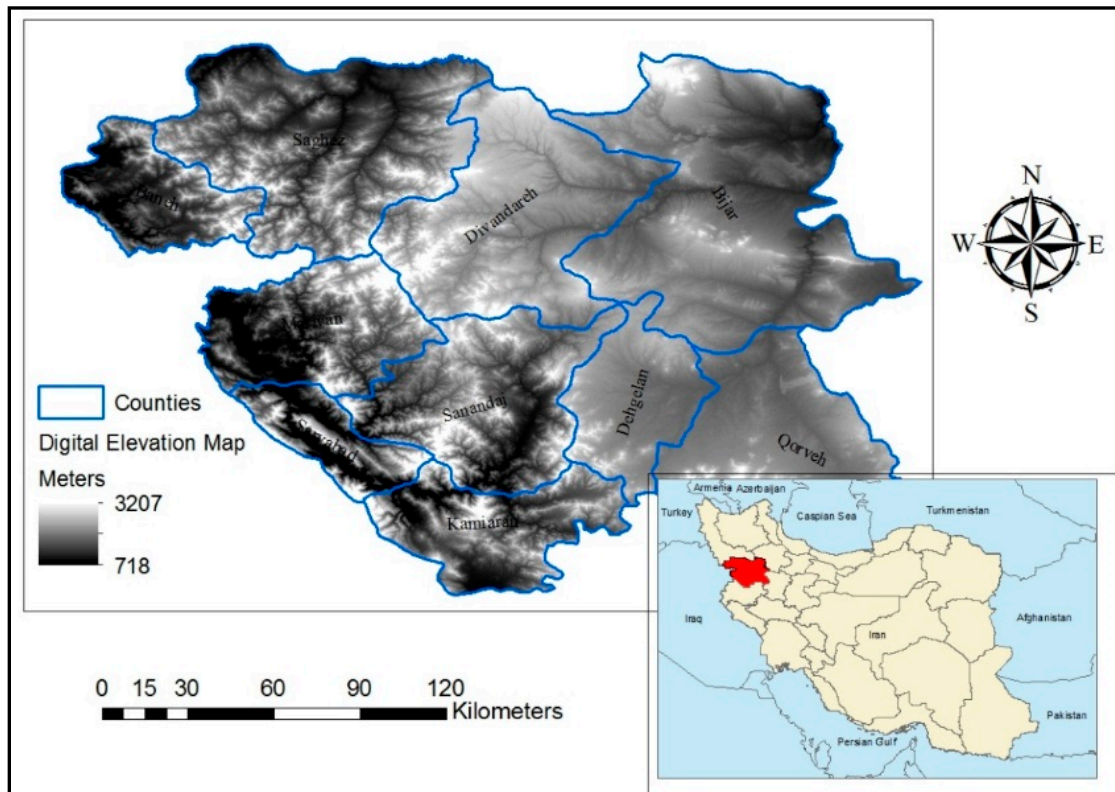 Saghez
Baneh
Divandareh
Bijar
N
W
E
S
Marivan
Counties
Sanandaj
Dehgelan
Digital Elevation Map
Sarvabad
Qorveh
Meters
3207
718
Kamiaran
Armenia
Azerbaijan
Turkey
Caspian Sea
Turkmenistan
Iraq
Iran
Afghanistan
Pakistan
Persian Gulf
0 15 30 60 90 120
Kilometers